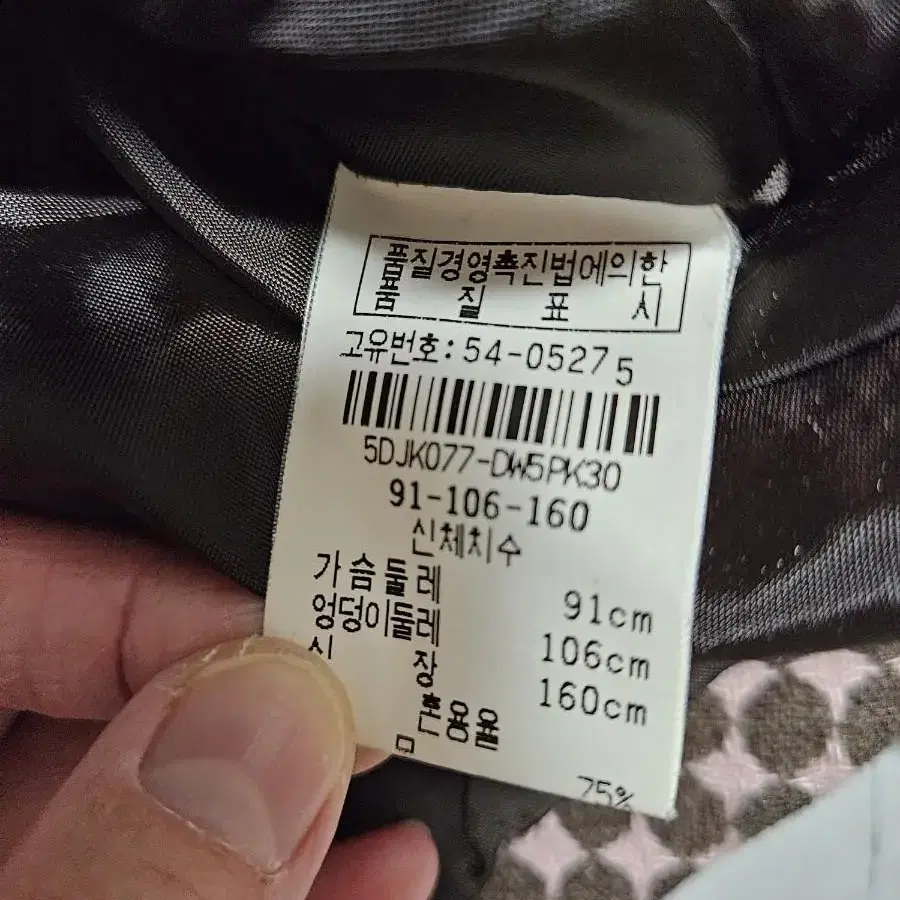 품질경영촉진법에의한
품 질 표 시
고유번호: 54-05275
5DJK077-DW5PK30
91-106-160
신체치수
가슴둘레 91cm
엉덩이둘레 106cm
신 장 160cm
혼용율
75%